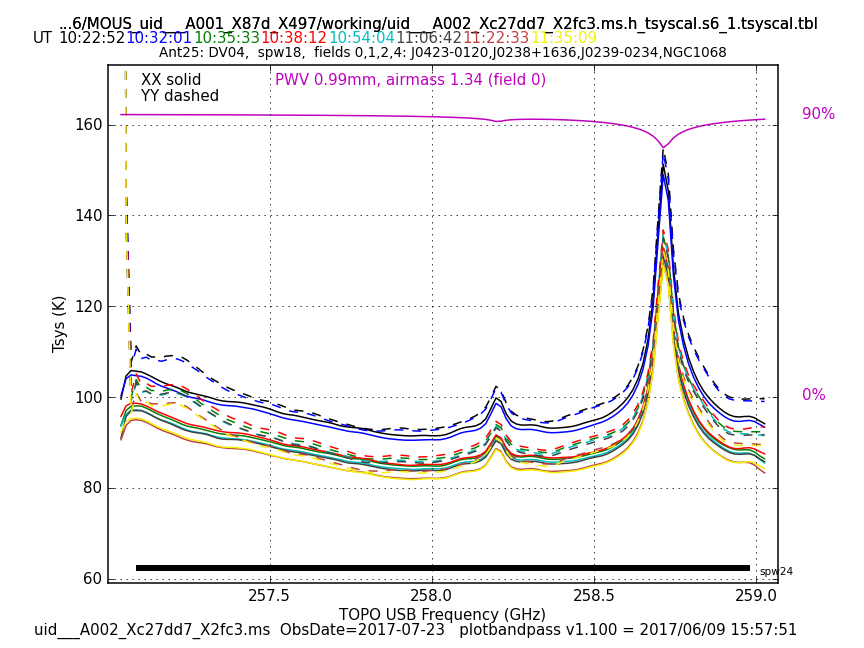 ...6/MOUS_uid___A001_X87d_X497/working/uid___A002_Xc27dd7_X2fc3.ms.h_tsyscal.s6_1.tsyscal.tbl
UT 10:22:52 10:32:01 10:35:33 10:38:12 10:54:04 11:06:42 11:22:33 11:35:09
Ant25: DV04, spw18, fields 0,1,2,4: J0423-0120,J0238+1636,J0239-0234,NGC1068
XX solid PWV 0.99mm, airmass 1.34 (field 0)
YY dashed
90%
160
140
120
100
80
60
0%
Tsys (K)
spw24
257.5 258.0 258.5 259.0
TOPO USB Frequency (GHz)
uid___A002_Xc27dd7_X2fc3.ms ObsDate=2017-07-23 plotbandpass v1.100 = 2017/06/09 15:57:51